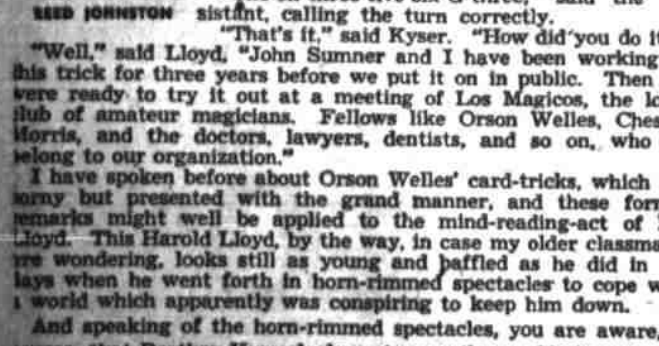 REED JOHNSTON sistant, calling the turn correctly.
"That's it," said Kyser. "How did you do i
"Well," said Lloyd, "John Sumner and I have been working
this trick for three years before we put it on in public. Then
were ready to try it out at a meeting of Los Magicos, the lo
club of amateur magicians. Fellows like Orson Welles, Ches
Morris, and the doctors, lawyers, dentists, and so on, who
belong to our organization."
I have spoken before about Orson Welles' card-tricks, which
corny but presented with the grand manner, and these for
remarks might well be applied to the mind-reading-act of
Lloyd. This Harold Lloyd, by the way, in case my older classma
are wondering, looks still as young and baffled as he did in
days when he went forth in horn-rimmed spectacles to cope w
a world which apparently was conspiring to keep him down.
And speaking of the horn-rimmed spectacles, you are aware,